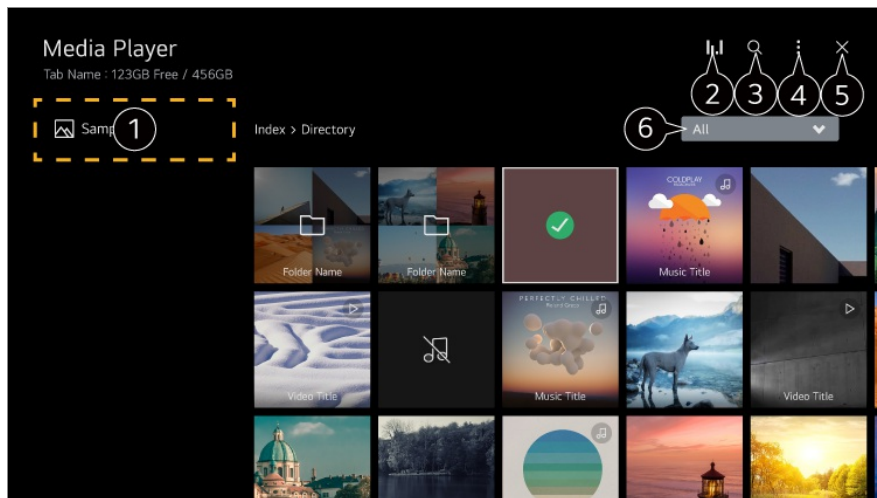 Media Player
Tab Name : 123GB Free / 456GB
2
3
4
5
1
Index > Directory
6
All
Folder Name
Folder Name
COLDPLAY
Music Title
Video Title
PERFECTLY CHILLED
Music Title
Video Title